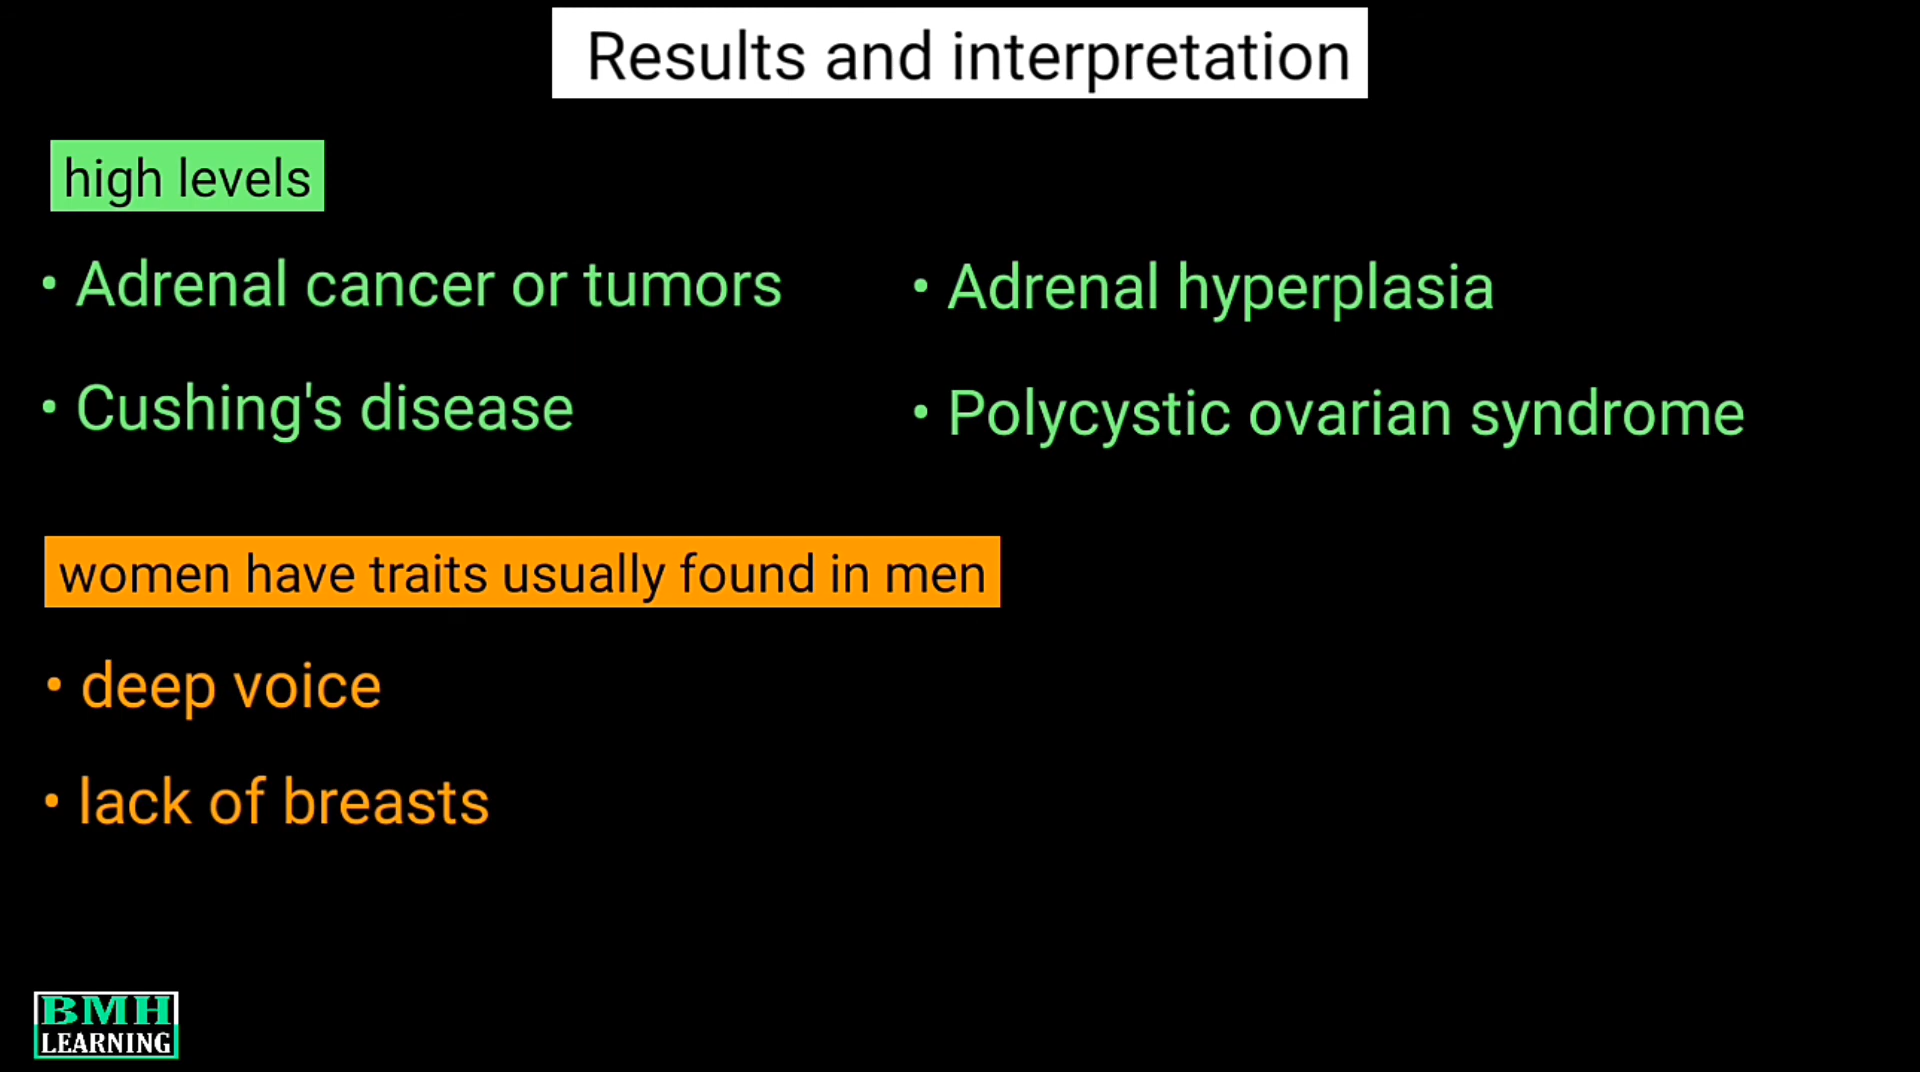 Results and interpretation
high levels
• Adrenal cancer or tumors
• Adrenal hyperplasia
• Cushing's disease
• Polycystic ovarian syndrome
women have traits usually found in men
• deep voice
• lack of breasts
BMH
LEARNING